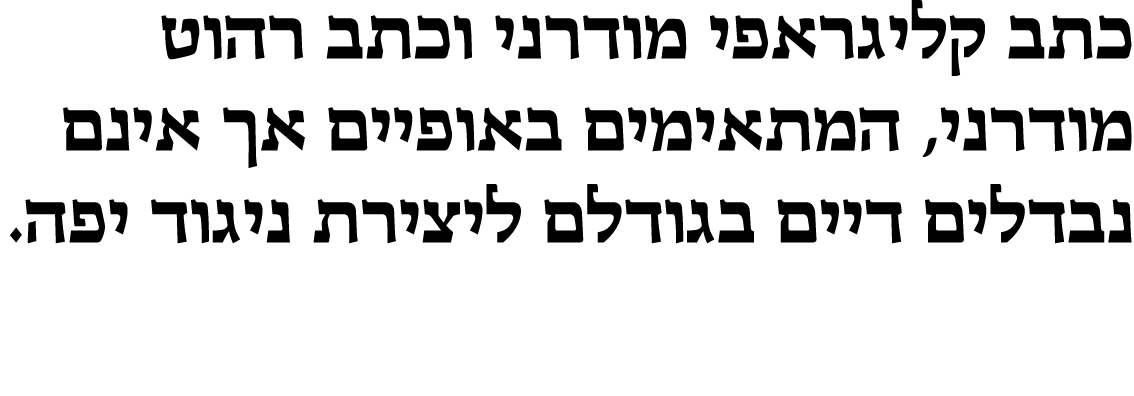 כתב קליגראפי מודרני וכתב רהוט
מודרני, המתאימים באופיים אך אינם
נבדלים דיים בגודלם ליצירת ניגוד יפה.